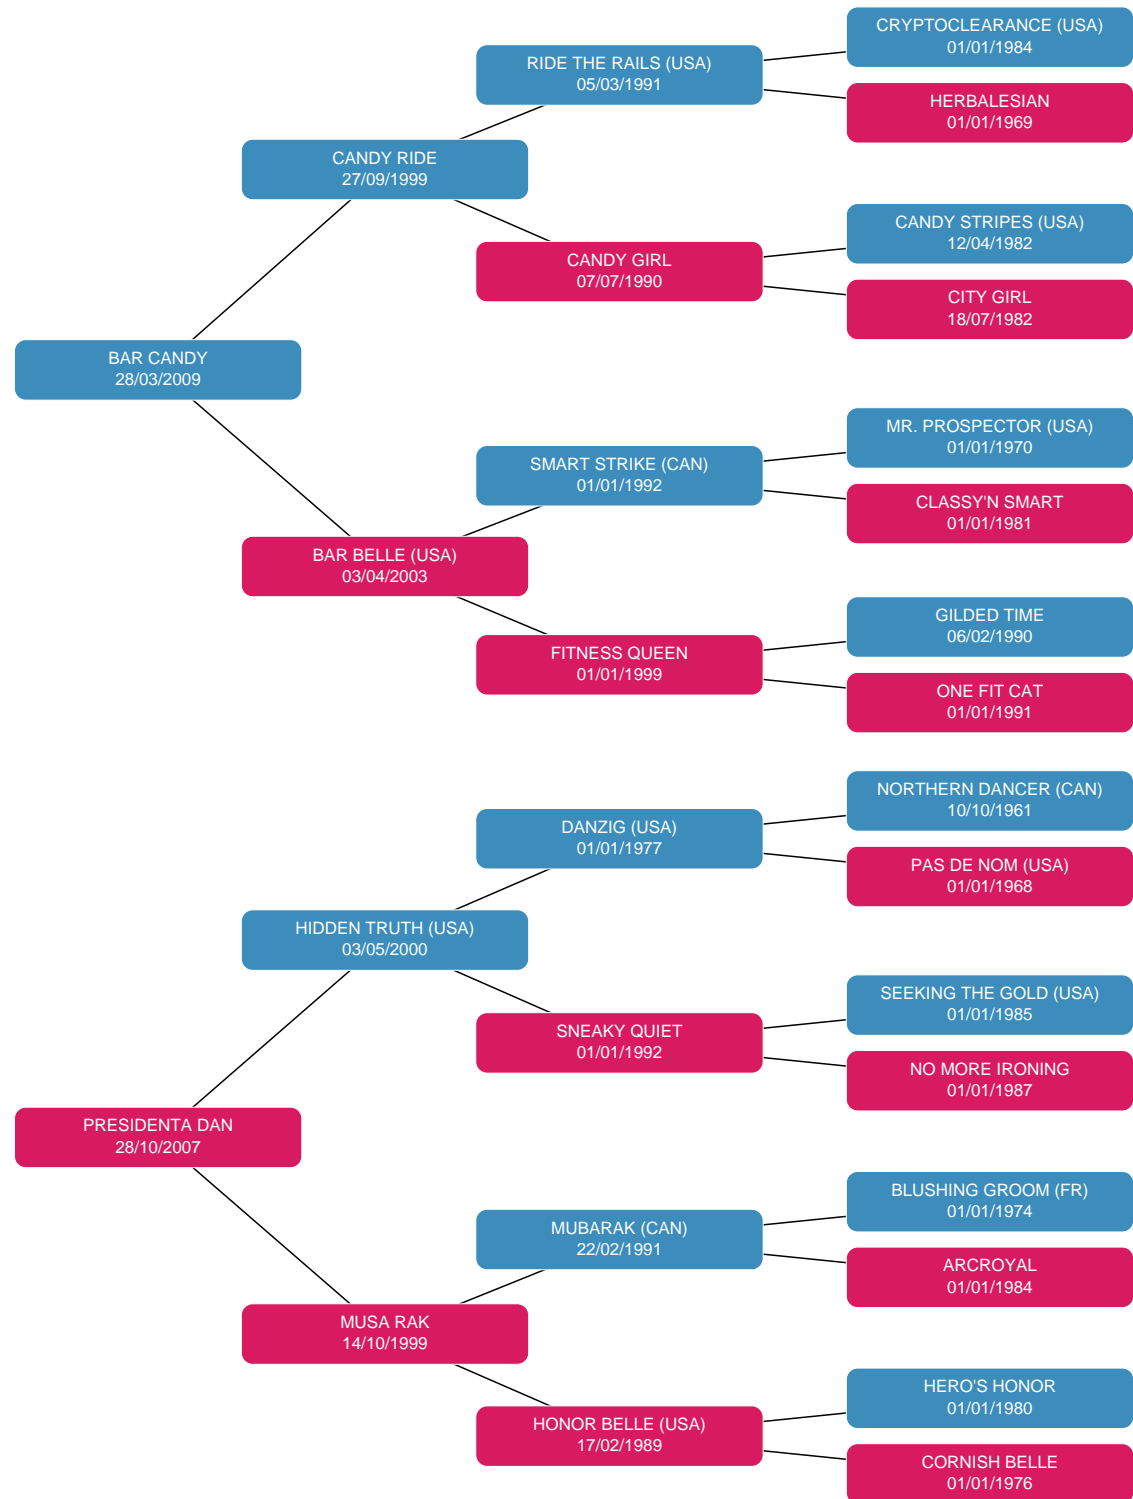 CRYPTOCLEARANCE (USA)
01/01/1984
RIDE THE RAILS (USA)
05/03/1991
HERBALESIAN
01/01/1969
CANDY RIDE
27/09/1999
CANDY STRIPES (USA)
12/04/1982
CANDY GIRL
07/07/1990
CITY GIRL
18/07/1982
BAR CANDY
28/03/2009
MR. PROSPECTOR (USA)
01/01/1970
SMART STRIKE (CAN)
01/01/1992
CLASSY'N SMART
01/01/1981
BAR BELLE (USA)
03/04/2003
GILDED TIME
06/02/1990
FITNESS QUEEN
01/01/1999
ONE FIT CAT
01/01/1991
NORTHERN DANCER (CAN)
10/10/1961
DANZIG (USA)
01/01/1977
PAS DE NOM (USA)
01/01/1968
HIDDEN TRUTH (USA)
03/05/2000
SEEKING THE GOLD (USA)
01/01/1985
SNEAKY QUIET
01/01/1992
NO MORE IRONING
01/01/1987
PRESIDENTA DAN
28/10/2007
BLUSHING GROOM (FR)
01/01/1974
MUBARAK (CAN)
22/02/1991
ARCROYAL
01/01/1984
MUSA RAK
14/10/1999
HERO'S HONOR
01/01/1980
HONOR BELLE (USA)
17/02/1989
CORNISH BELLE
01/01/1976